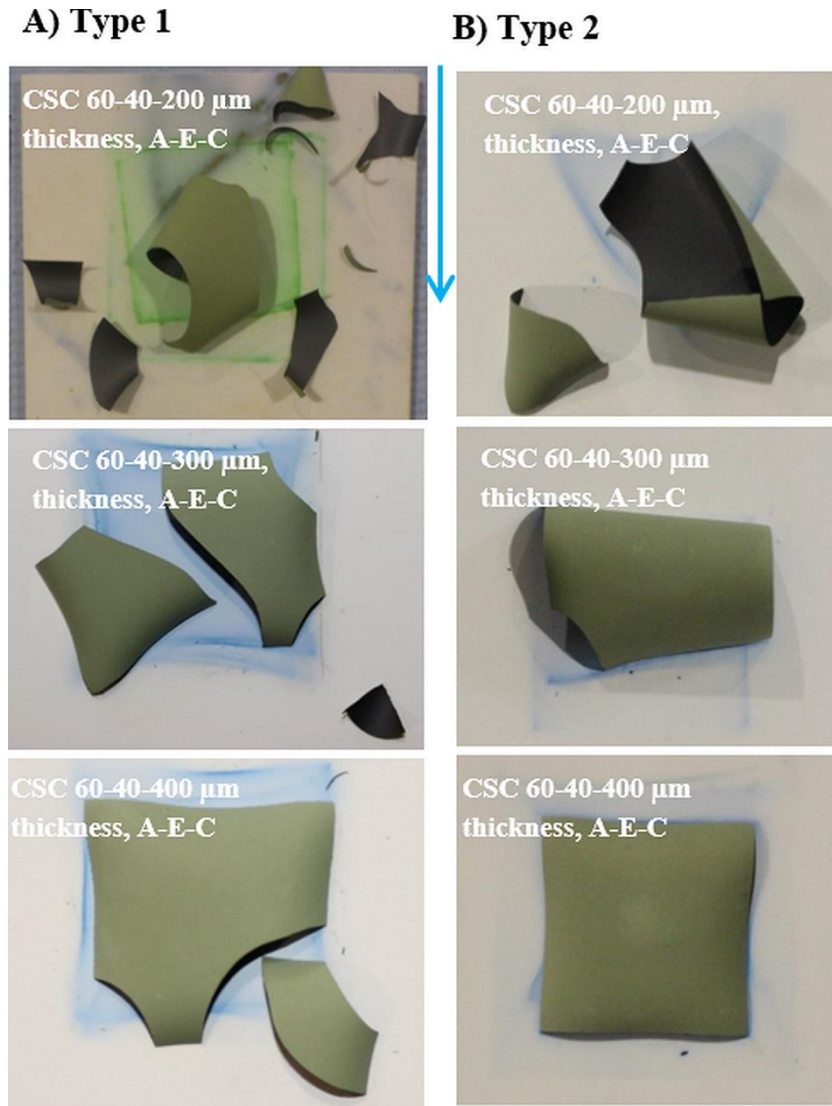 A) Type 1
B) Type 2
CSC 60-40-200 μm
thickness, A-E-C
CSC 60-40-200 μm,
thickness, A-E-C
CSC 60-40-300 μm,
thickness, A-E-C
CSC 60-40-300 μm
thickness, A-E-C
CSC 60-40-400 μm
thickness, A-E-C
CSC 60-40-400 μm
thickness, A-E-C